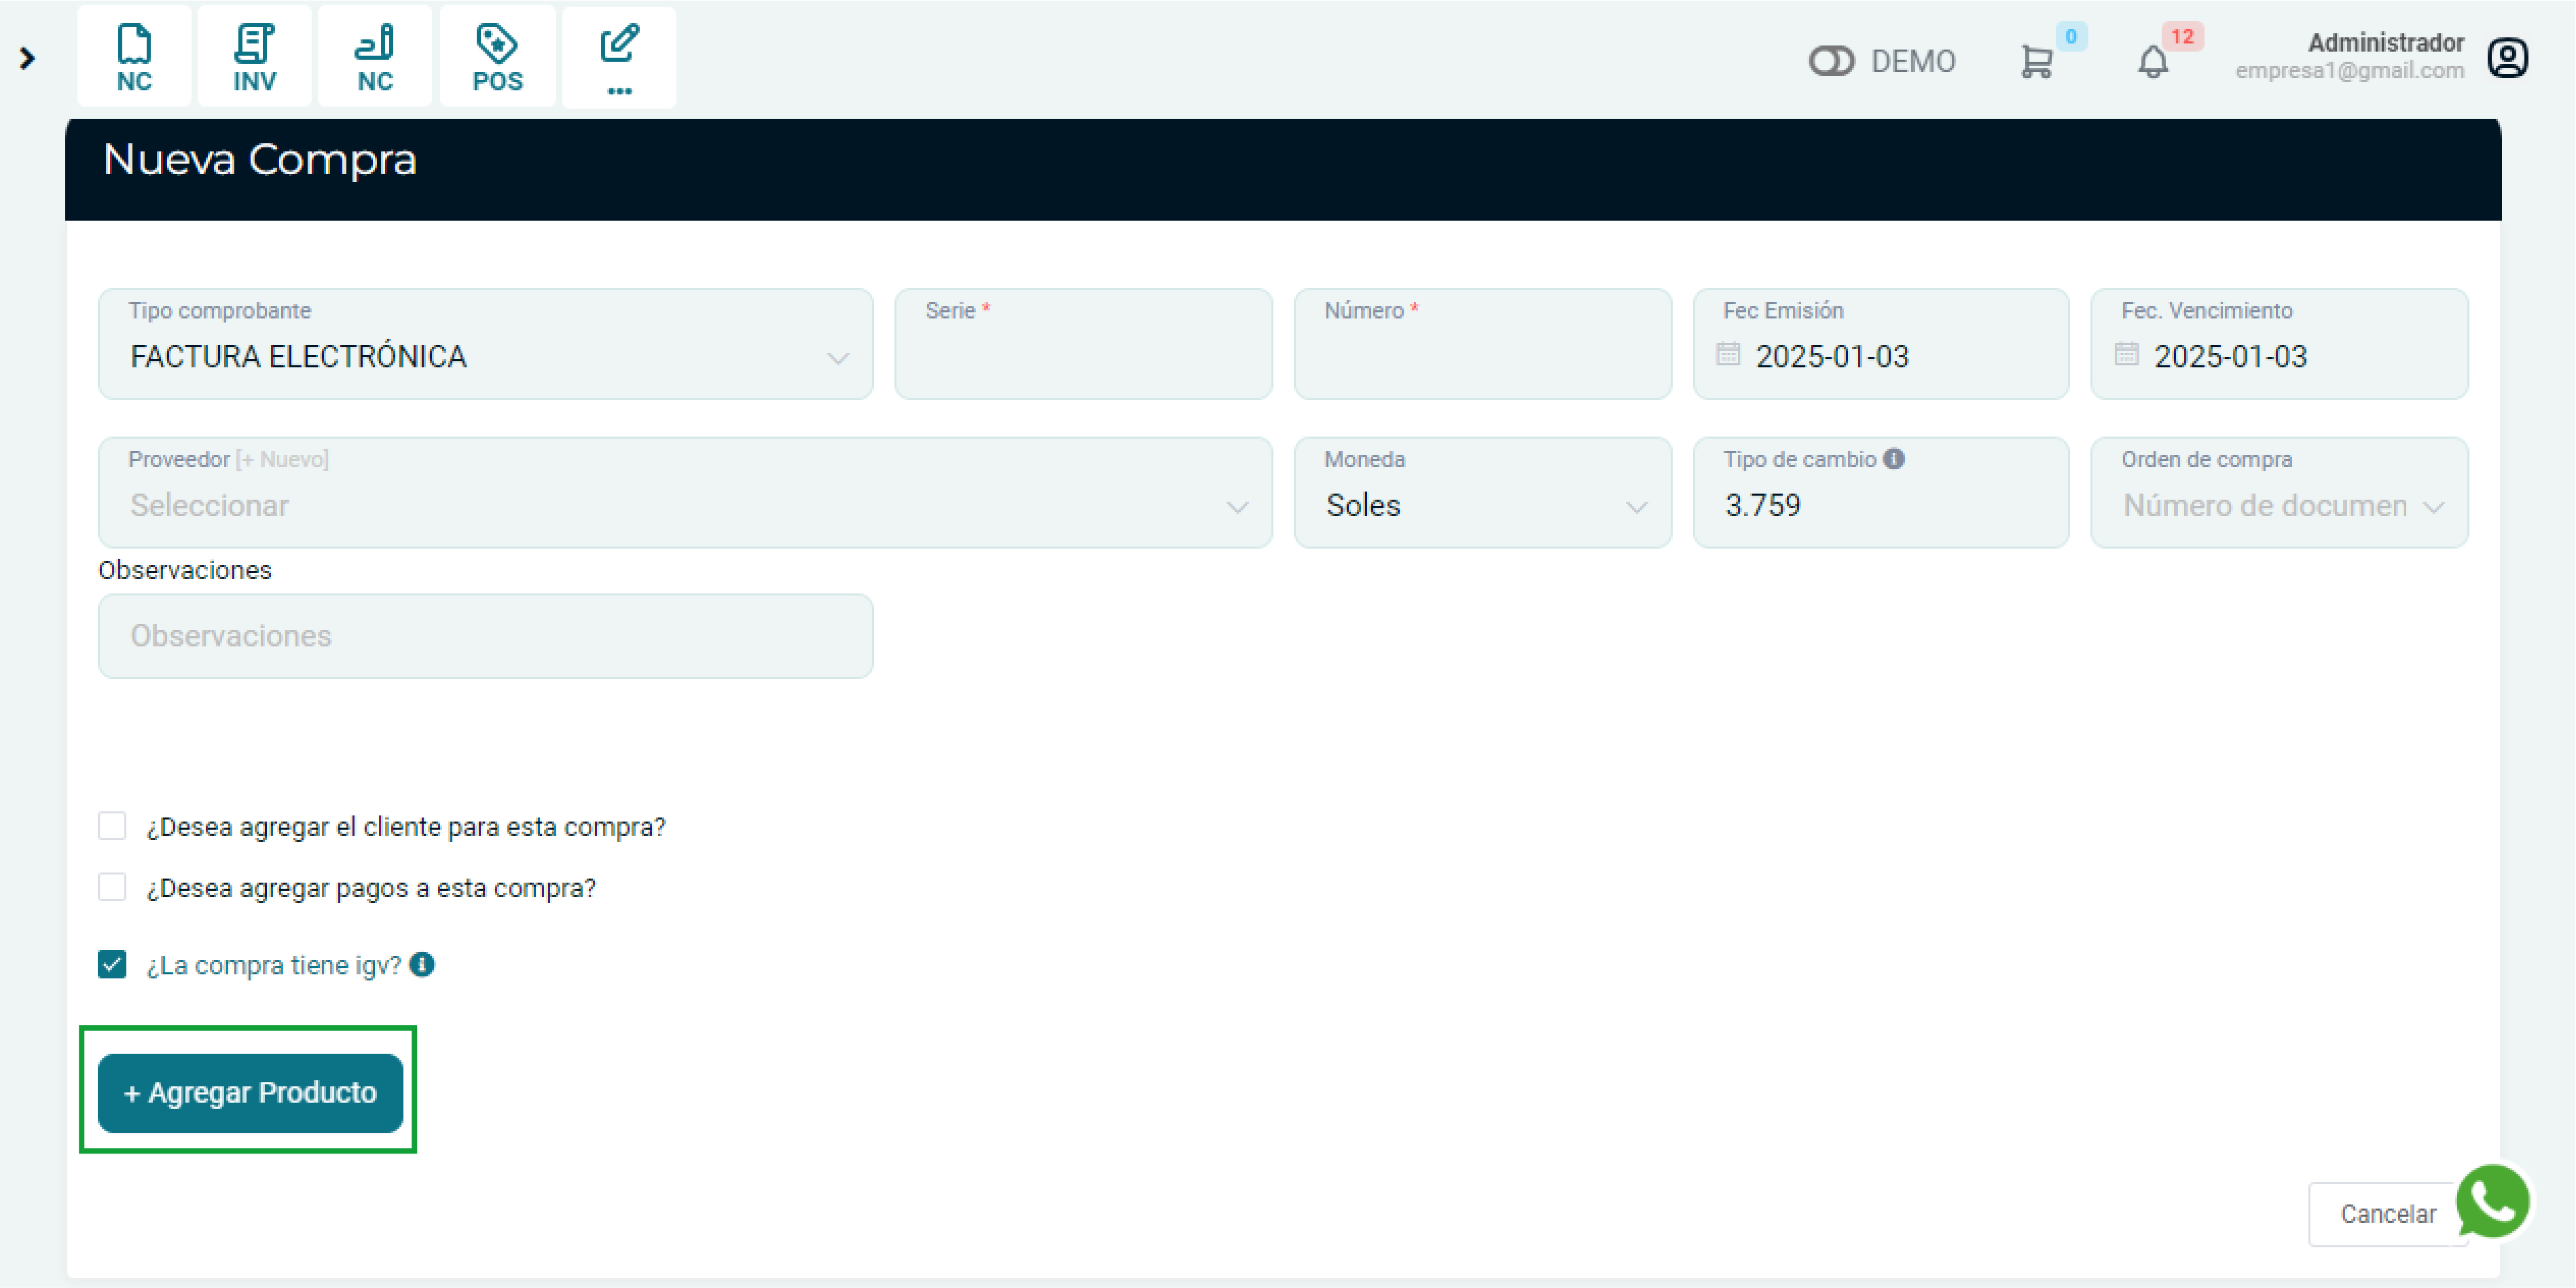 NC
INV
NC
POS
...
DEMO
0
12
Administrador
empresa1@gmail.com
Nueva Compra
Tipo comprobante
FACTURA ELECTRÓNICA
Serie *
Número *
Fec Emisión
2025-01-03
Fec. Vencimiento
2025-01-03
Proveedor [+ Nuevo]
Seleccionar
Moneda
Soles
Tipo de cambio
3.759
Orden de compra
Número de documen
Observaciones
Observaciones
¿Desea agregar el cliente para esta compra?
¿Desea agregar pagos a esta compra?
¿La compra tiene igv?
+ Agregar Producto
Cancelar